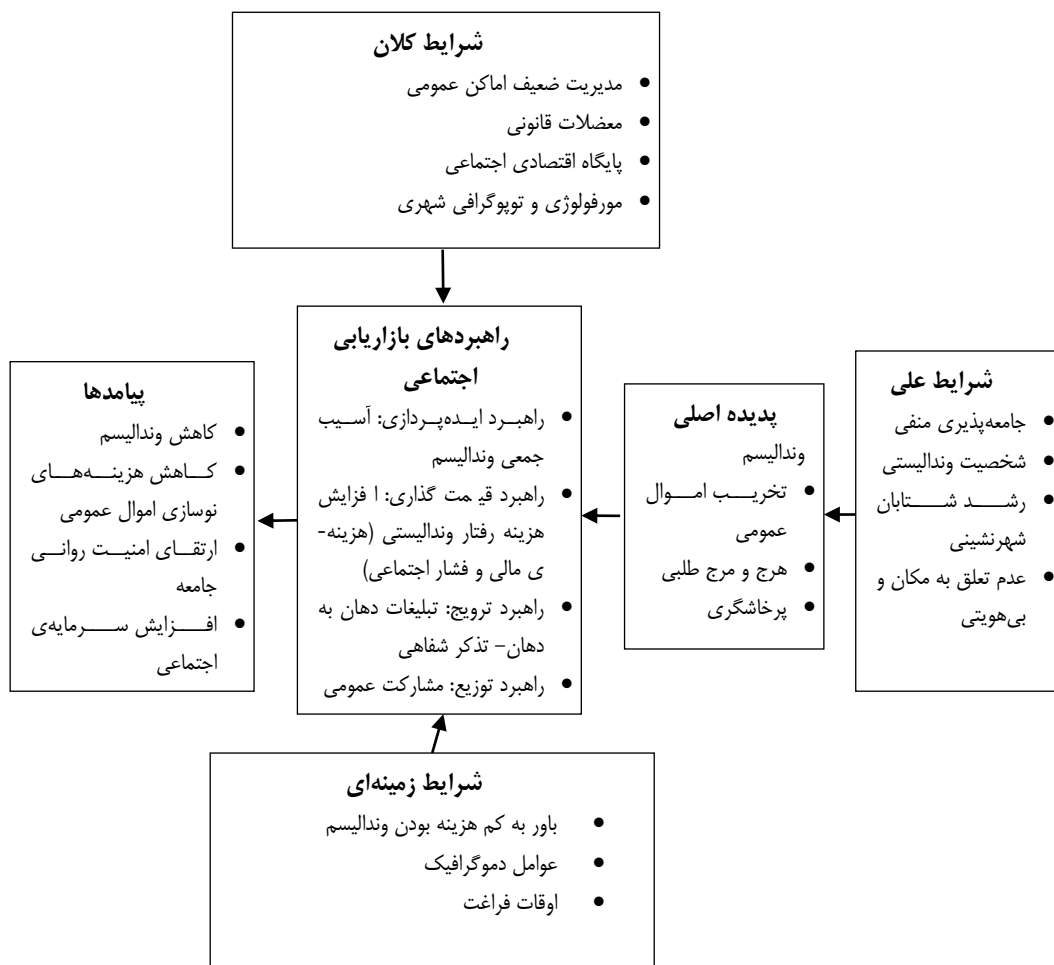 شرایط کلان
• مدیریت ضعیف اماکن عمومی
• معضلات قانونی
• پایگاه اقتصادی اجتماعی
• مورفولوژی و توپوگرافی شهری
شرایط علی
• جامعه‌پذیری منفی
• شخصیت وندالیستی
• رشد شتابان
شهرنشینی
• عدم تعلق به مکان و
بی‌هویتی
پدیده اصلی
وندالیسم
• تخریب اموال
عمومی
• هرج و مرج طلبی
• پرخاشگری
راهبردهای بازاریابی
اجتماعی
• راهبرد ایده‌پردازی: آسیب
جمعی وندالیسم
• راهبرد قیمت گذاری: ا فزایش
هزینه رفتار وندالیستی (هزینه-
ی مالی و فشار اجتماعی)
• راهبرد ترویج: تبلیغات دهان به
دهان- تذکر شفاهی
• راهبرد توزیع: مشارکت عمومی
پیامدها
• کاهش وندالیسم
• کاهش هزینه‌های
نوسازی اموال عمومی
• ارتقای امنیت روانی
جامعه
• افزایش سرمایه‌ی
اجتماعی
شرایط زمینه‌ای
• باور به کم هزینه بودن وندالیسم
• عوامل دموگرافیک
• اوقات فراغت